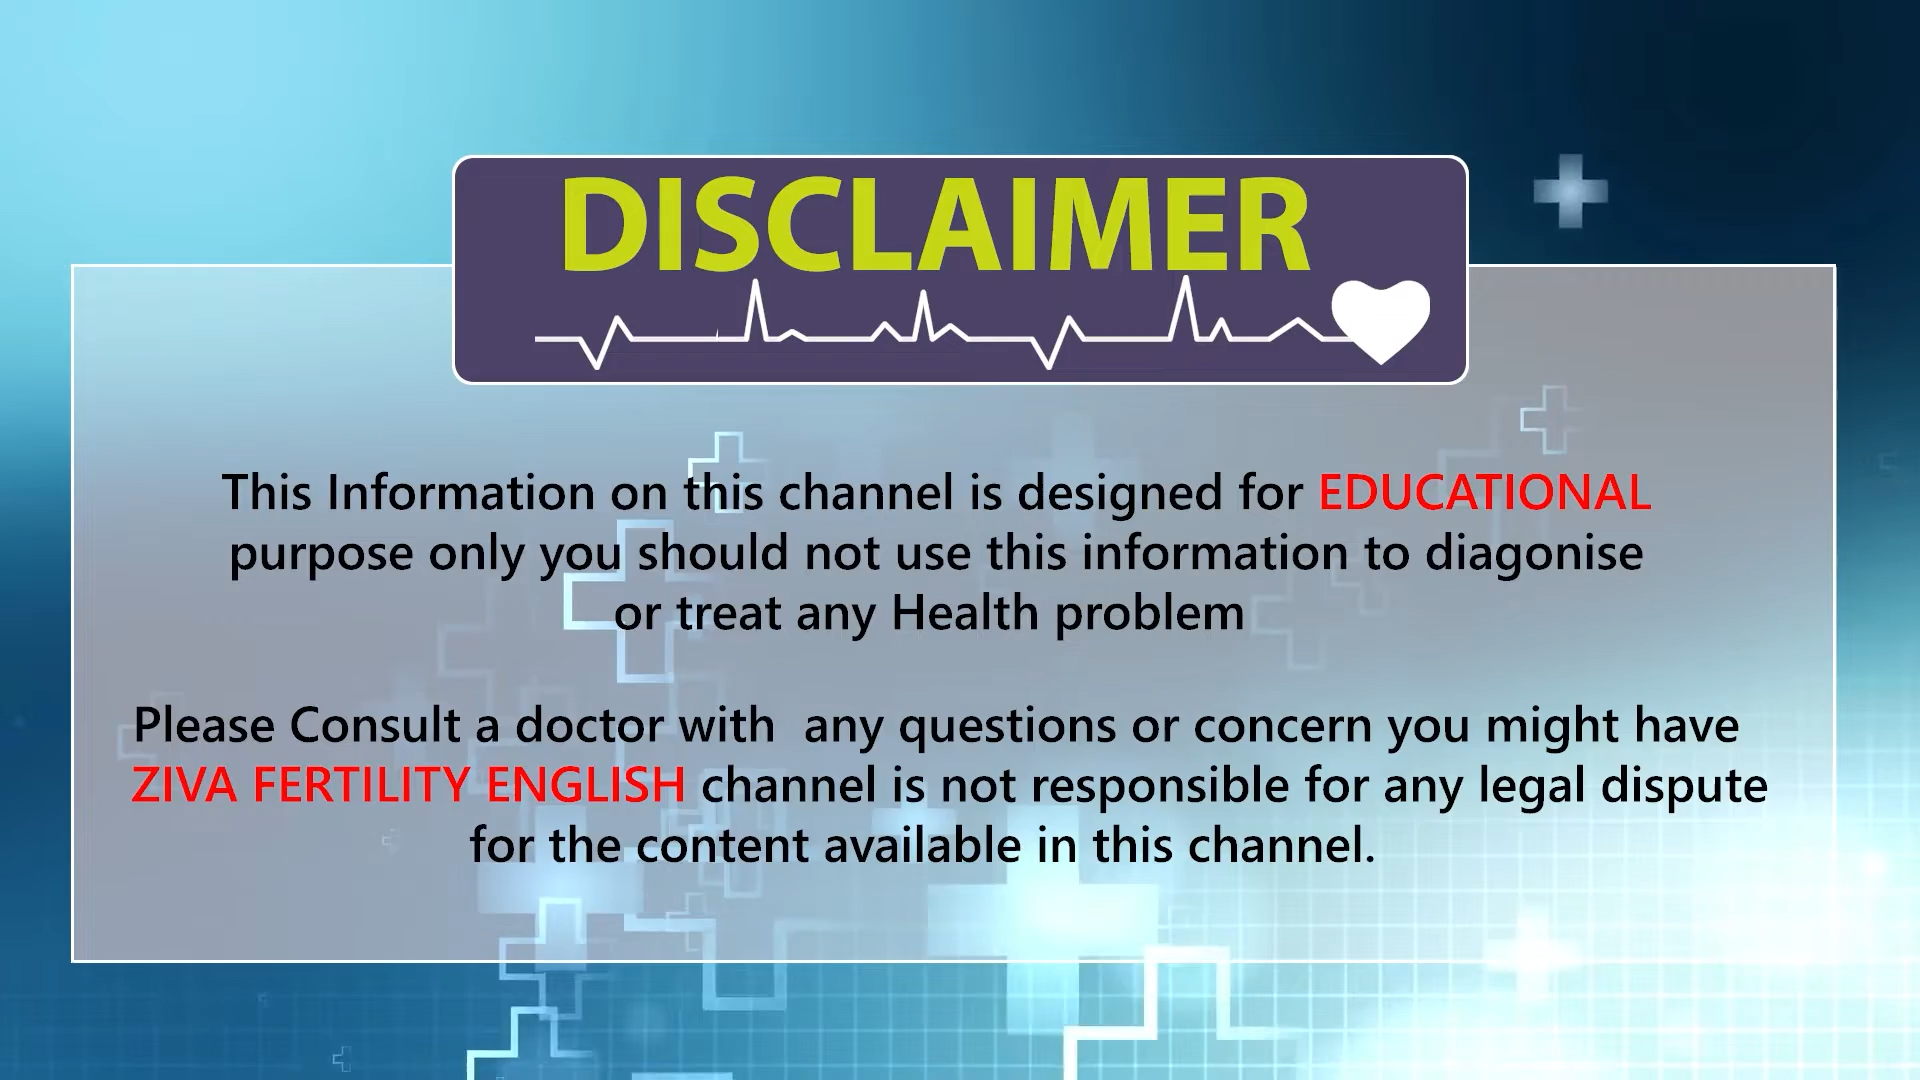 DISCLAIMER
This Information on this channel is designed for EDUCATIONAL
purpose only you should not use this information to diagonise
or treat any Health problem
Please Consult a doctor with  any questions or concern you might have
ZIVA FERTILITY ENGLISH channel is not responsible for any legal dispute
for the content available in this channel.